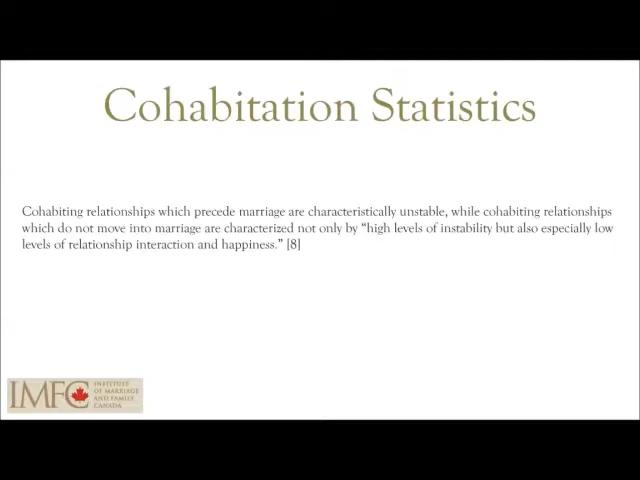 Cohabitation Statistics
Cohabiting relationships which precede marriage are characteristically unstable, while cohabiting relationships
which do not move into marriage are characterized not only by “high levels of instability but also especially low
levels of relationship interaction and happiness.” [8]
IMFC
INSTITUTE
OF MARRIAGE
AND FAMILY
CANADA